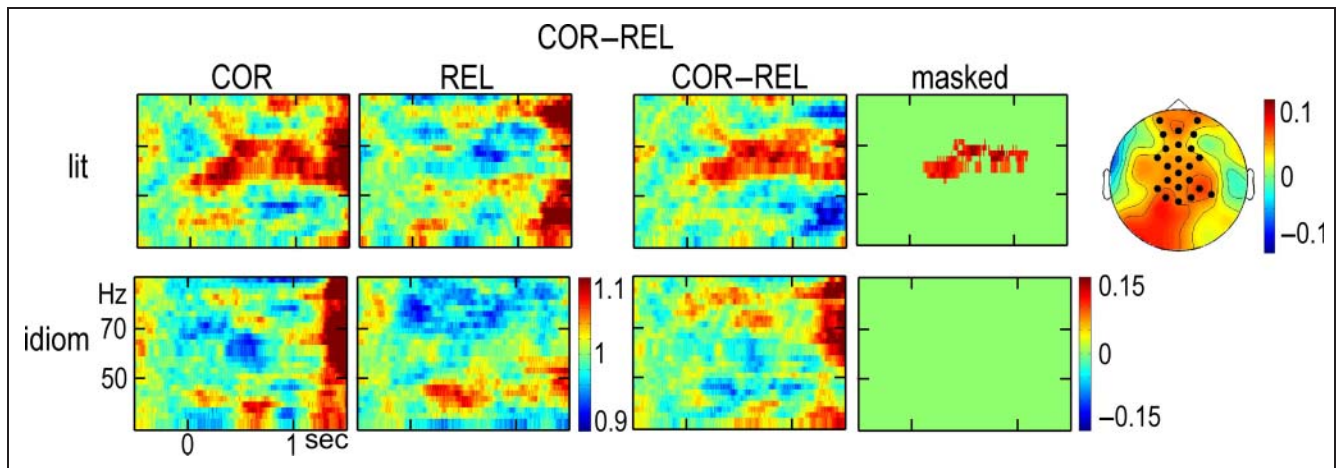 COR–REL
COR REL COR–REL masked
lit
0.1
0
–0.1
idiom
Hz
70
50
1.1
1
0.9
0.15
0
–0.15
0 1 sec